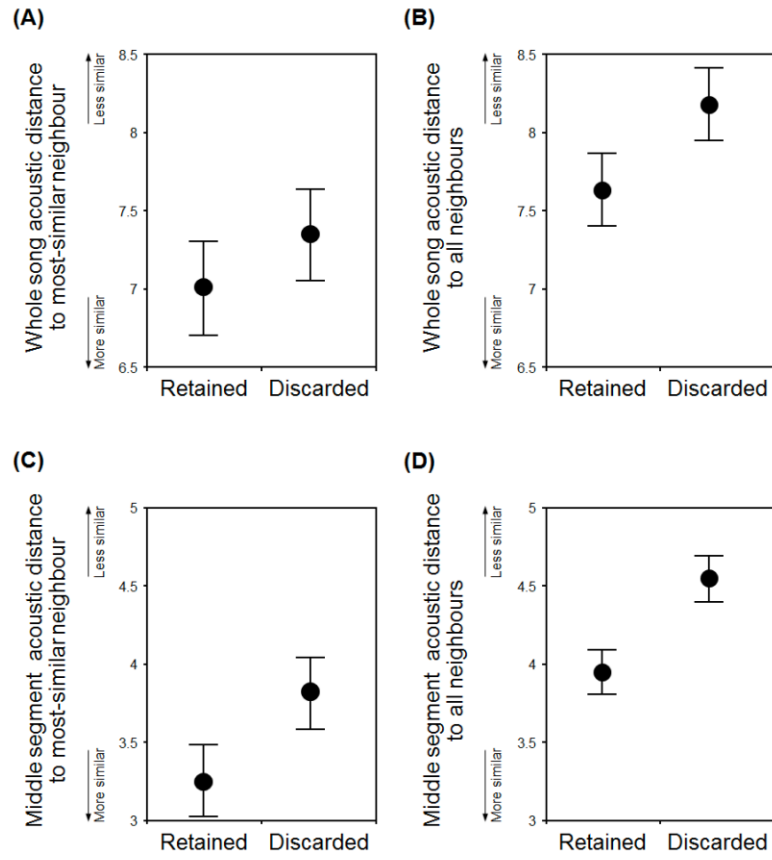 (A)
Whole song acoustic distance
to most-similar neighbour
Less similar
More similar
8.5
8
7.5
7
6.5
Retained
Discarded
(B)
Whole song acoustic distance
to all neighbours
Less similar
More similar
8.5
8
7.5
7
6.5
Retained
Discarded
(C)
Middle segment acoustic distance
to most-similar neighbour
Less similar
More similar
5
4.5
4
3.5
3
Retained
Discarded
(D)
Middle segment acoustic distance
to all neighbours
Less similar
More similar
5
4.5
4
3.5
3
Retained
Discarded